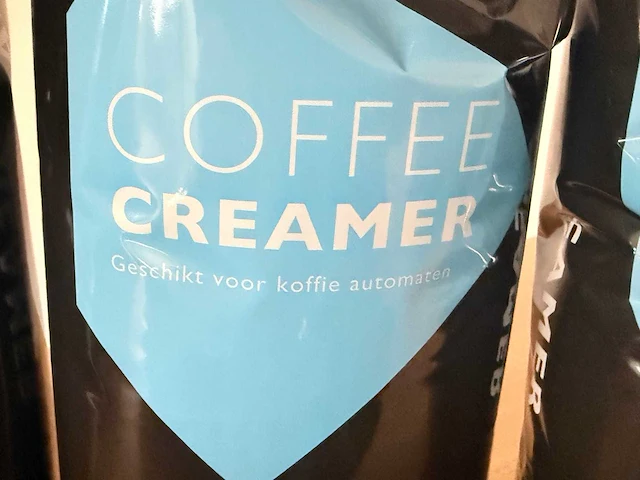 COFFEE
CREAMER
Geschikt voor koffie automaten